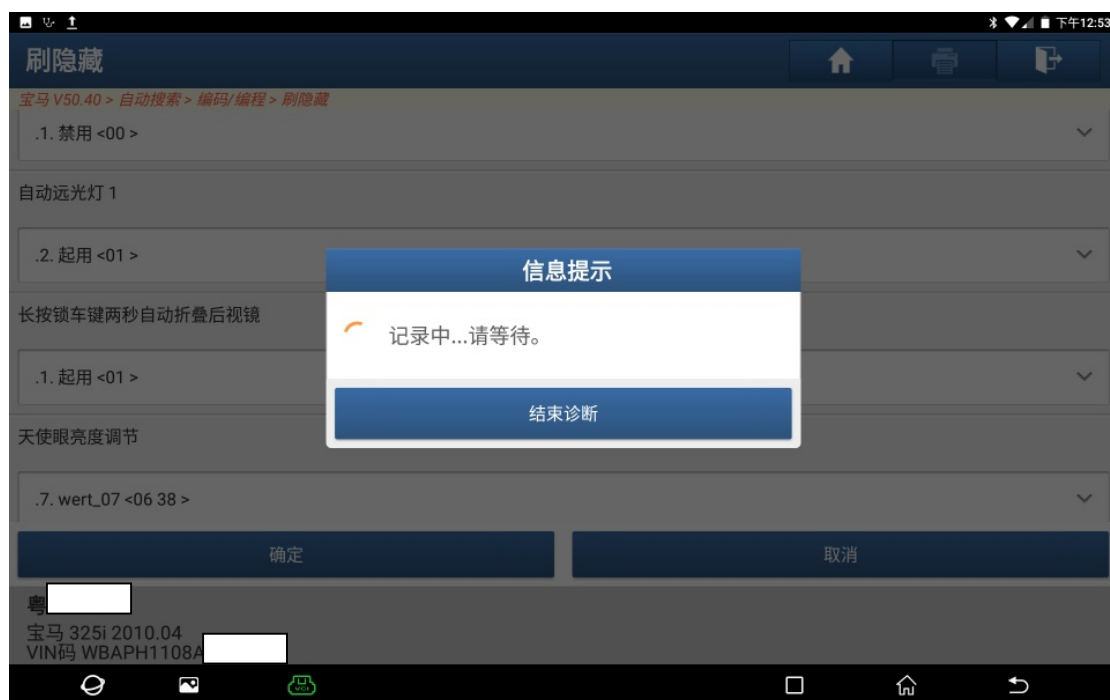 下午12:53
刷隐藏
宝马 V50.40 > 自动搜索 > 编码/编程 > 刷隐藏
.1. 禁用 <00 >
自动远光灯 1
.2. 起用 <01 >
信息提示
长按锁车键两秒自动折叠后视镜
记录中...请等待。
.1. 起用 <01 >
结束诊断
天使眼亮度调节
.7. wert_07 <06 38 >
确定
取消
粤
宝马 325i 2010.04
VIN码 WBAPH1108A
VCI